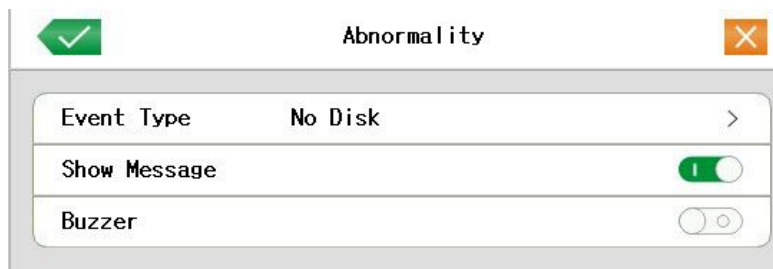 Abnormality
Event Type No Disk
Show Message
Buzzer